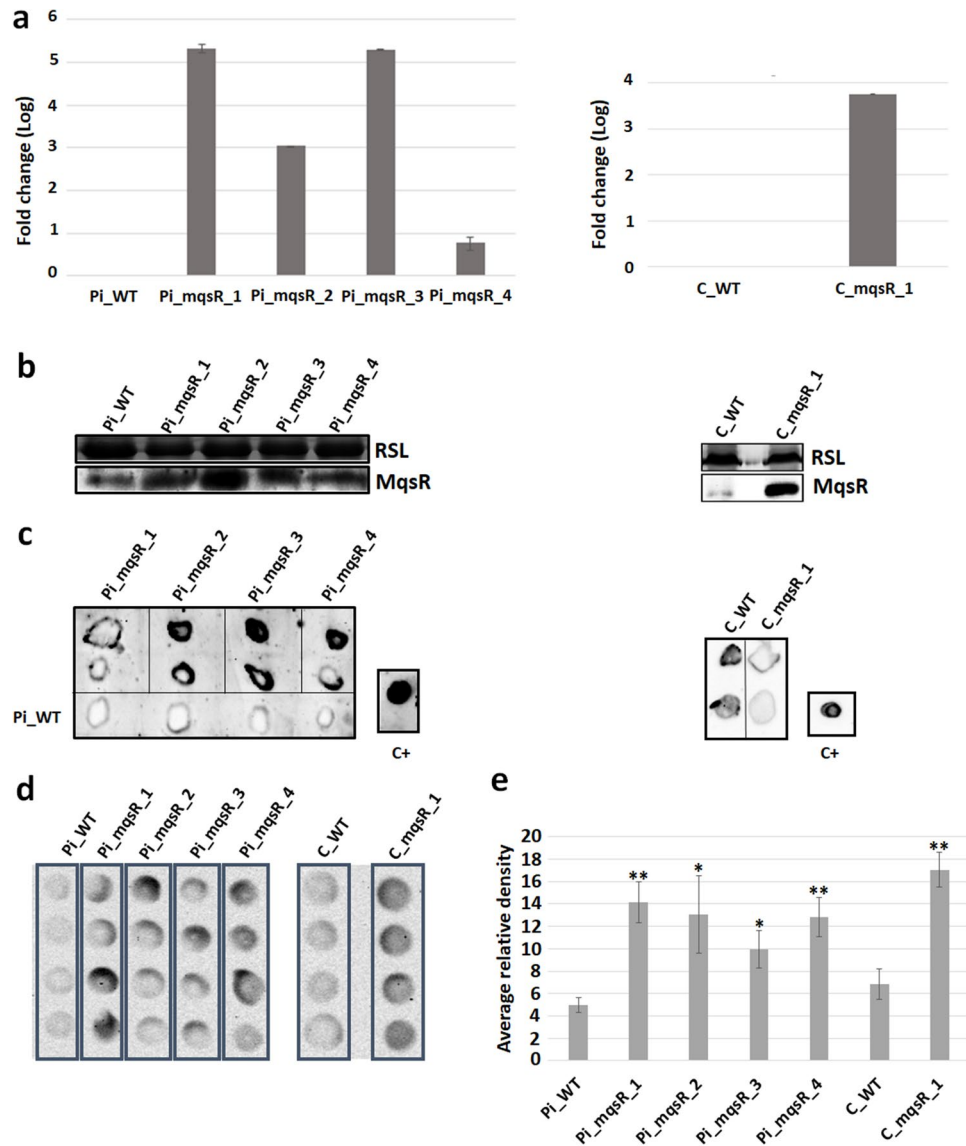 a
Fold change (Log)
6
5
4
3
2
1
0
Pi_WT Pi_mqsR_1 Pi_mqsR_2 Pi_mqsR_3 Pi_mqsR_4
Fold change (Log)
4
3
2
1
0
C_WT C_mqsR_1
b
Pi_WT Pi_mqsR_1 Pi_mqsR_2 Pi_mqsR_3 Pi_mqsR_4
RSL
MqsR
C_WT C_mqsR_1
RSL
MqsR
c
Pi_mqsR_1 Pi_mqsR_2 Pi_mqsR_3 Pi_mqsR_4
Pi_WT
C+
C_WT C_mqsR_1
C+
d
Pi_WT Pi_mqsR_1 Pi_mqsR_2 Pi_mqsR_3 Pi_mqsR_4
C_WT C_mqsR_1
e
Average relative density
20
18
16
14
12
10
8
6
4
2
0
** * * ** **
Pi_WT Pi_mqsR_1 Pi_mqsR_2 Pi_mqsR_3 Pi_mqsR_4 C_WT C_mqsR_1